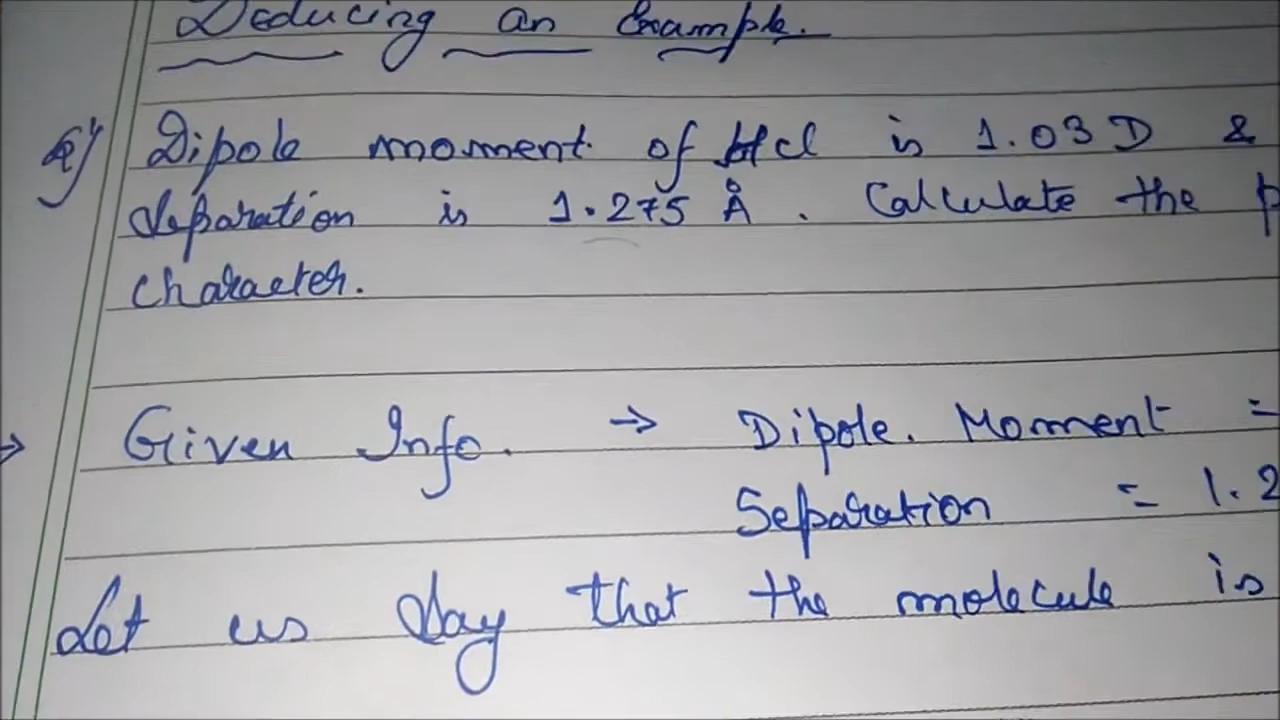 Deducing an Example.
Q) Dipole moment of HCl is 1.03 D &
separation is 1.275 Å. Calculate the p
character.
Given Info. → Dipole. Moment =
Separation = 1.2
Let us say that the molecule is